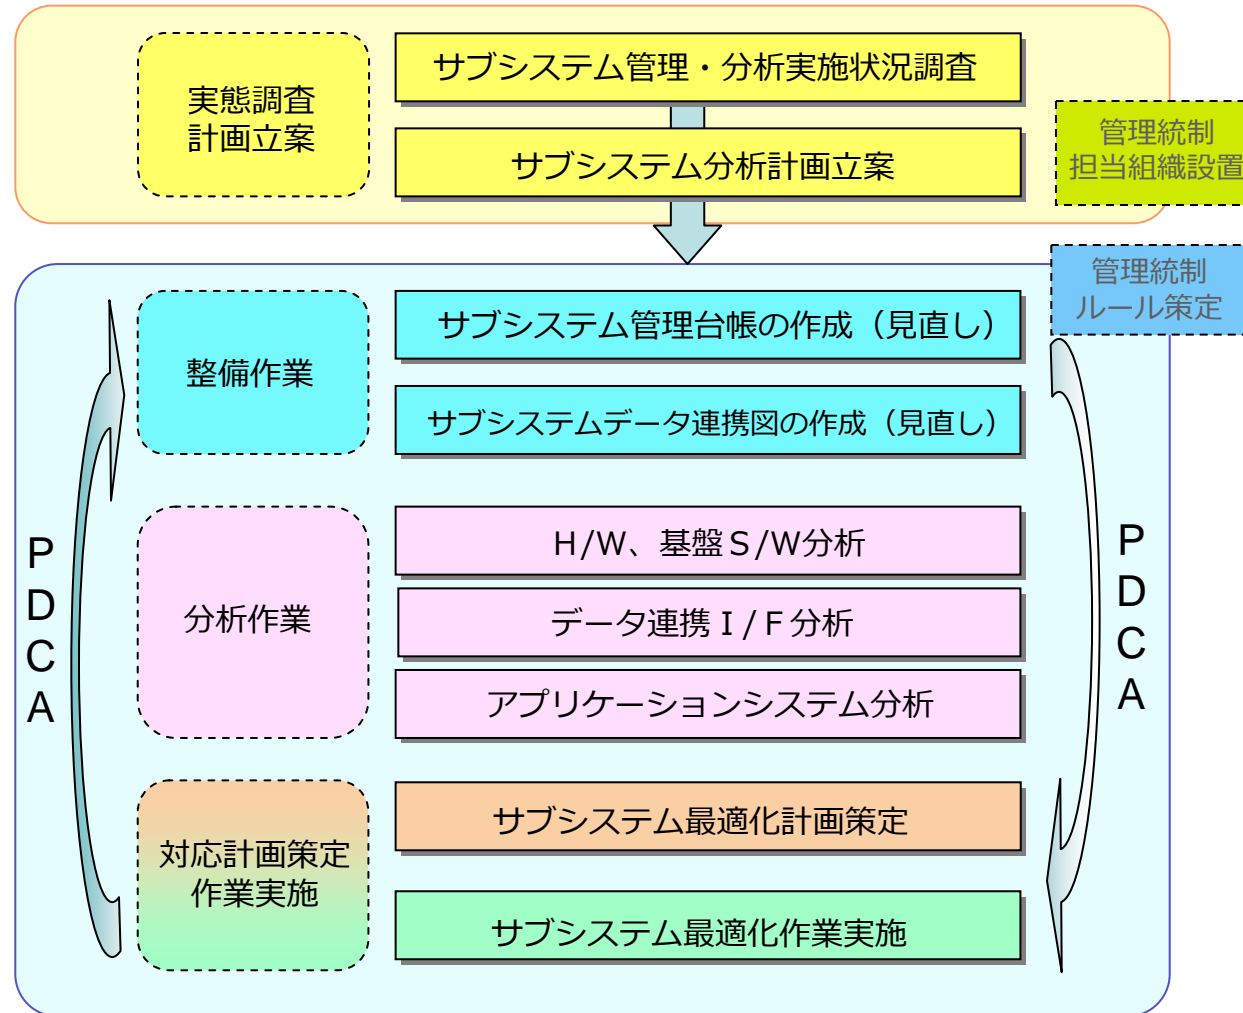 実態調査
計画立案
サブシステム管理・分析実施状況調査
サブシステム分析計画立案
管理統制
担当組織設置
管理統制
ルール策定
整備作業
サブシステム管理台帳の作成（見直し）
サブシステムデータ連携図の作成（見直し）
P
D
C
A
分析作業
Ｈ/W、基盤Ｓ/W分析
データ連携Ｉ/Ｆ分析
アプリケーションシステム分析
P
D
C
A
対応計画策定
作業実施
サブシステム最適化計画策定
サブシステム最適化作業実施